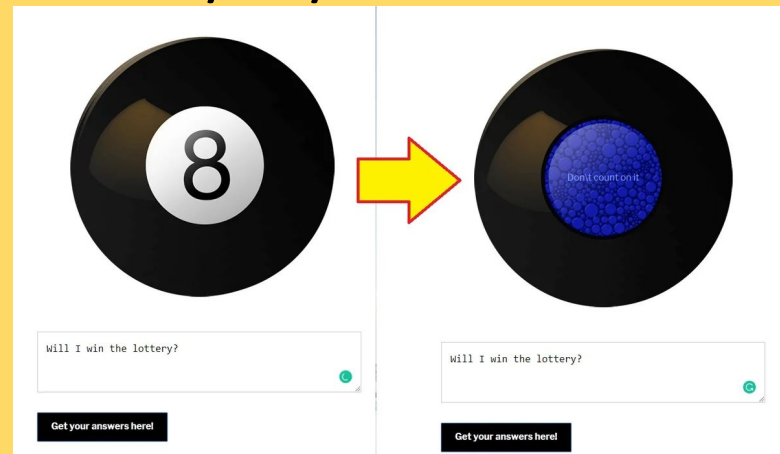 8
Will I win the lottery?
Get your answers here!
Don\t count on it
Will I win the lottery?
Get your answers here!